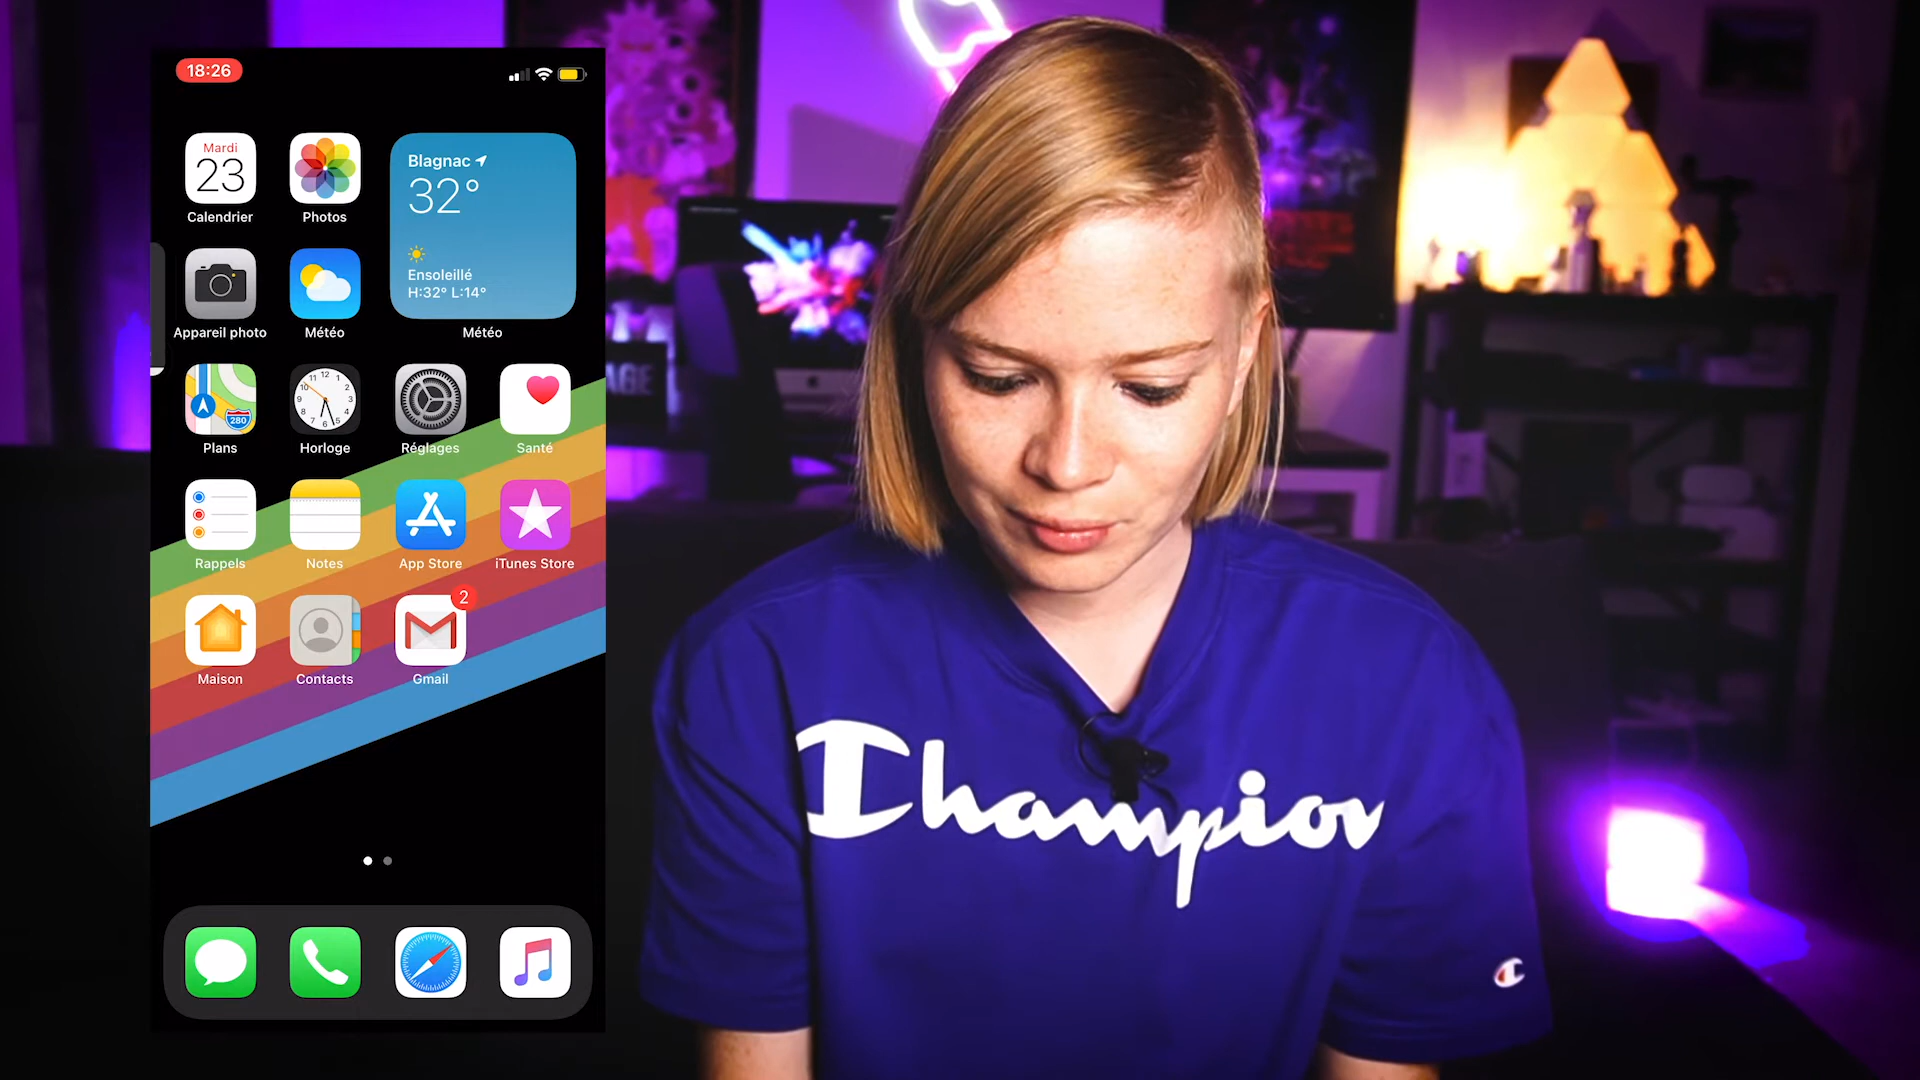 18:26
Mardi
23
Calendrier
Photos
Blagnac
32°
Ensoleillé
H:32° L:14°
Météo
Appareil photo
Météo
280
Plans
Horloge
Réglages
Santé
Rappels
Notes
App Store
iTunes Store
2
Maison
Contacts
Gmail
Champion